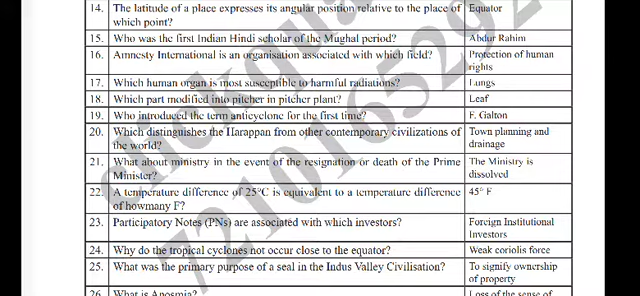 14. The latitude of a place expresses its angular position relative to the place of Equator
which point?
15. Who was the first Indian Hindi scholar of the Mughal period? Abdur Rahim
16. Amnesty International is an organisation associated with which field? Protection of human
rights
17. Which human organ is most susceptible to harmful radiations? Lungs
18. Which part modified into pitcher in pitcher plant? Leaf
19. Who introduced the term anticyclone for the first time? F. Galton
20. Which distinguishes the Harappan from other contemporary civilizations of Town planning and
the world? drainage
21. What about ministry in the event of the resignation or death of the Prime The Ministry is
Minister? dissolved
22. A temperature difference of 25°C is equivalent to a temperature difference 45° F
of howmany F?
23. Participatory Notes (PNs) are associated with which investors? Foreign Institutional
Investors
24. Why do the tropical cyclones not occur close to the equator? Weak coriolis force
25. What was the primary purpose of a seal in the Indus Valley Civilisation? To signify ownership
of property
26. What is Anosmia? Loss of the sense of